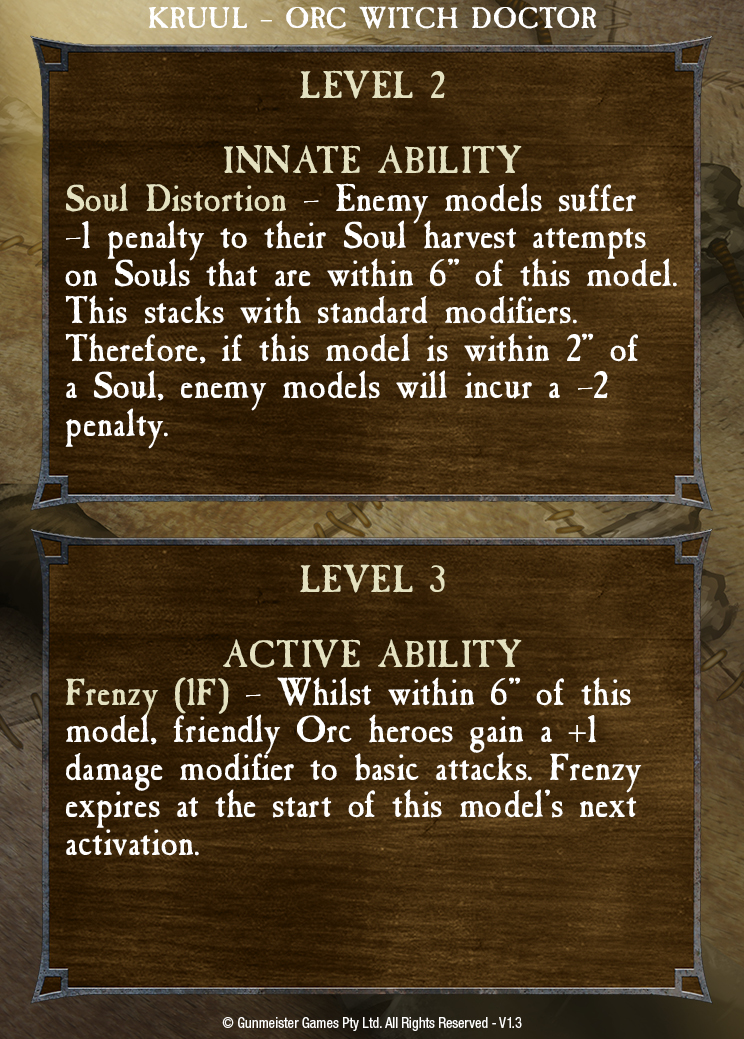 KRUUL – ORC WITCH DOCTOR
LEVEL 2
INNATE ABILITY
Soul Distortion – Enemy models suffer
–1 penalty to their Soul harvest attempts
on Souls that are within 6” of this model.
This stacks with standard modifiers.
Therefore, if this model is within 2” of
a Soul, enemy models will incur a –2
penalty.
LEVEL 3
ACTIVE ABILITY
Frenzy (1F) – Whilst within 6” of this
model, friendly Orc heroes gain a +1
damage modifier to basic attacks. Frenzy
expires at the start of this model’s next
activation.
© Gunmeister Games Pty Ltd. All Rights Reserved - V1.3